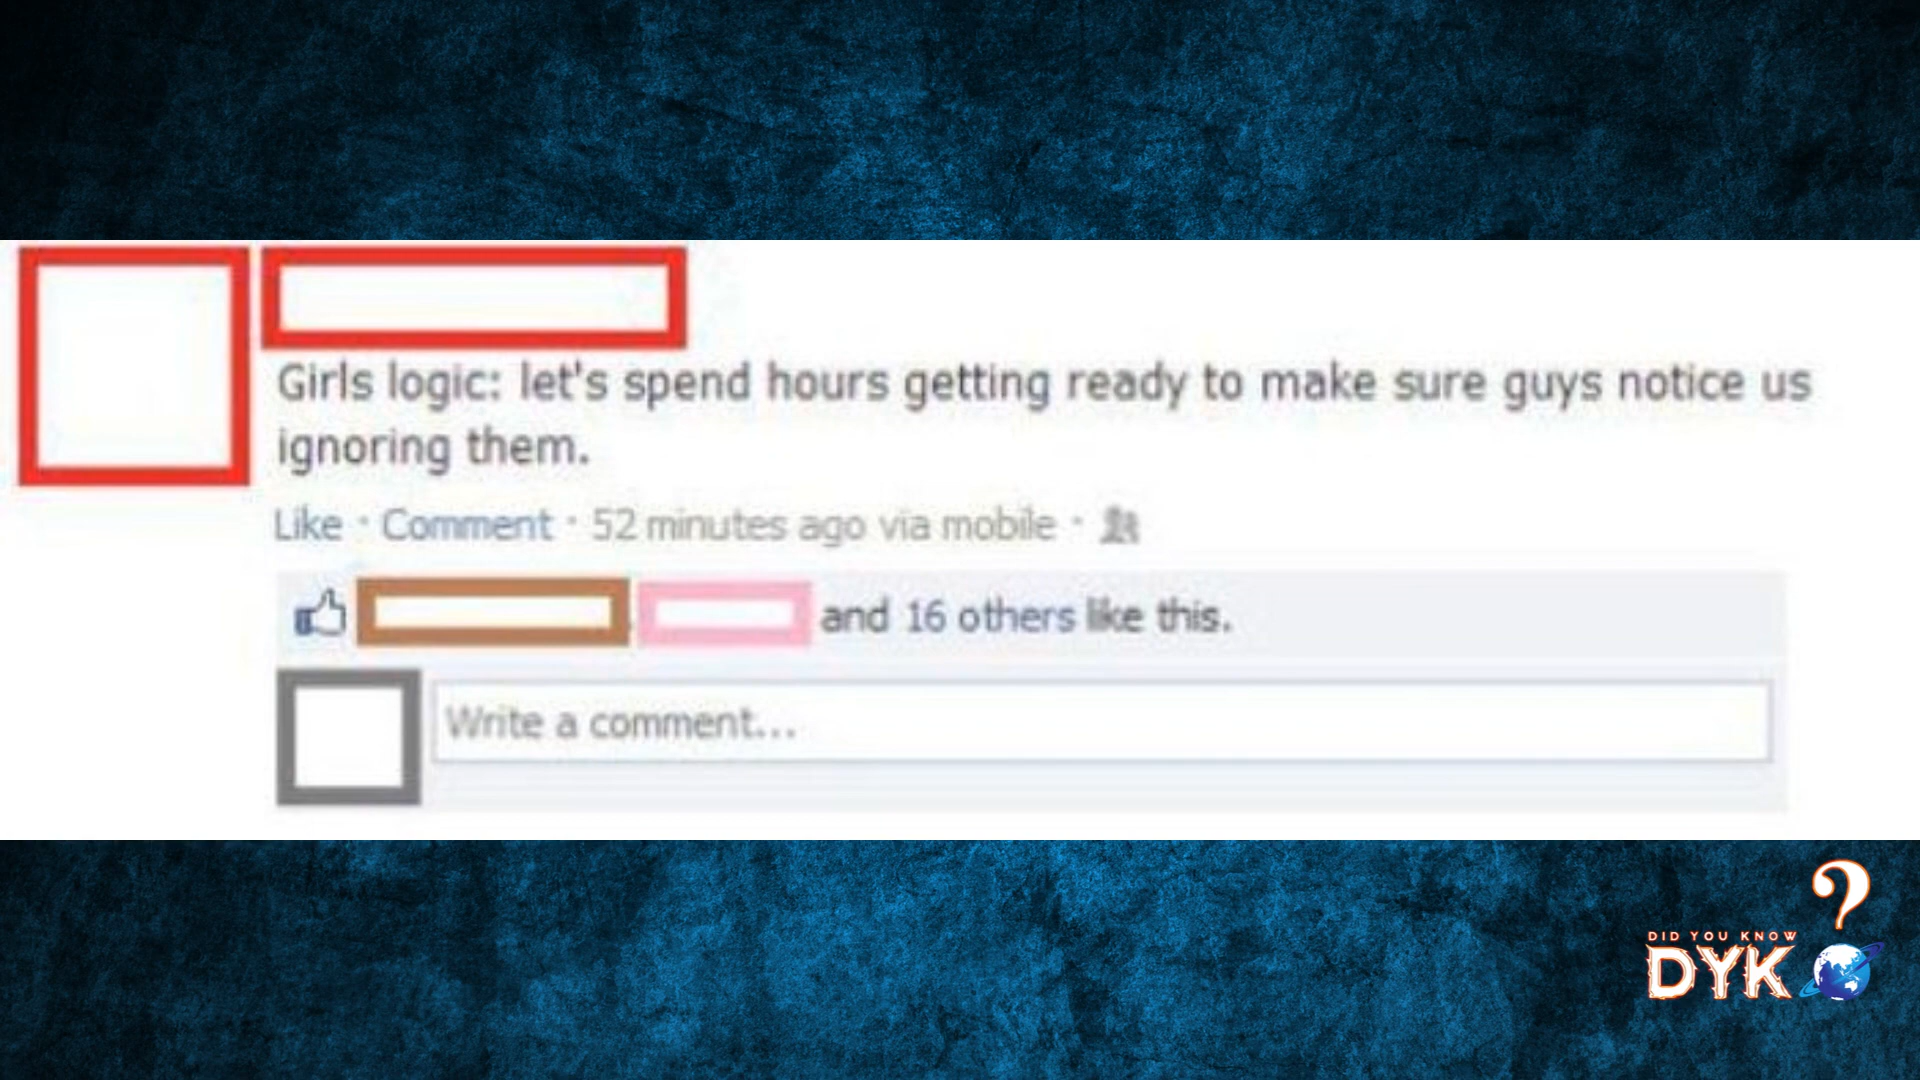 Girls logic: let's spend hours getting ready to make sure guys notice us
ignoring them.
Like · Comment · 52 minutes ago via mobile ·
and 16 others like this.
Write a comment...
?
DID YOU KNOW
DYK